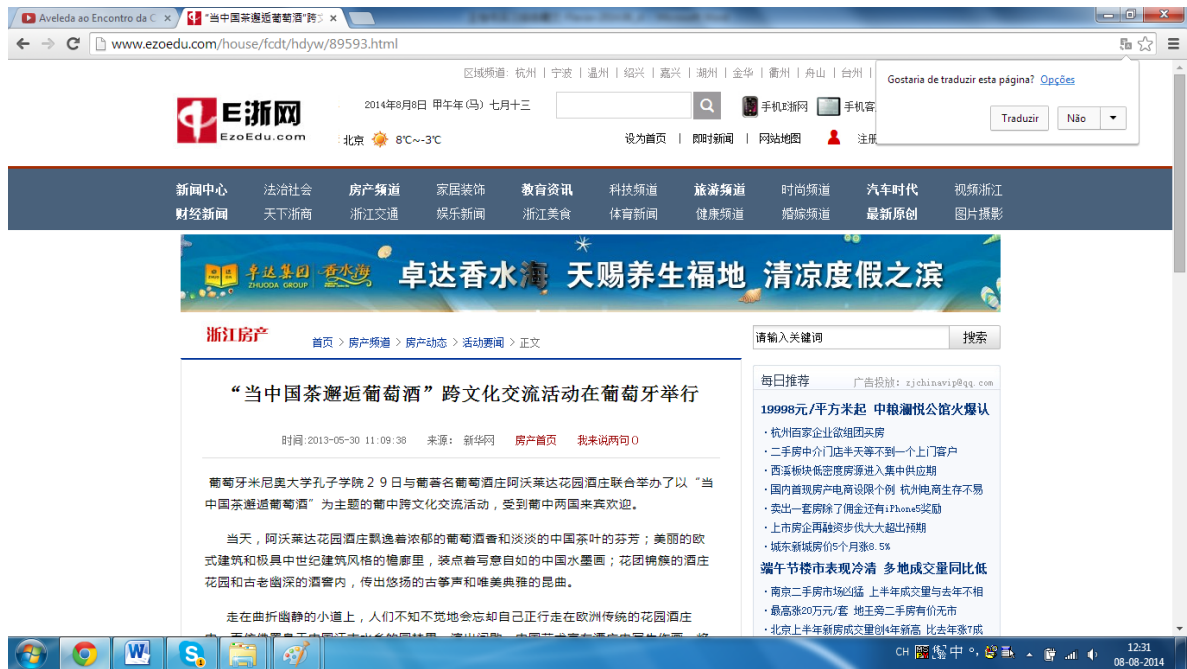 Aveleda ao Encontro da C
"当中国茶邂逅葡萄酒"跨
www.ezoedu.com/house/fcdt/hdyw/89593.html
Gostaria de traduzir esta página? Opções
Traduzir Não
区域频道: 杭州 | 宁波 | 温州 | 绍兴 | 嘉兴 | 湖州 | 金华 | 衢州 | 舟山 | 台州 |
E浙网
EzoEdu.com
2014年8月8日 甲午年(马) 七月十三
手机E浙网 手机客
北京 8℃~-3℃
设为首页 | 即时新闻 | 网站地图 注册
新闻中心 法治社会 房产频道 家居装饰 教育资讯 科技频道 旅游频道 时尚频道 汽车时代 视频浙江
财经新闻 天下浙商 浙江交通 娱乐新闻 浙江美食 体育新闻 健康频道 婚嫁频道 最新原创 图片摄影
卓达集团 ZHUODA GROUP 香水海 卓达香水海 天赐养生福地 清凉度假之滨
浙江房产
首页 > 房产频道 > 房产动态 > 活动要闻 > 正文
请输入关键词 搜索
“当中国茶邂逅葡萄酒”跨文化交流活动在葡萄牙举行
时间:2013-05-30 11:09:38 来源: 新华网 房产首页 我来说两句0
葡萄牙米尼奥大学孔子学院29日与葡著名葡萄酒庄阿沃莱达花园酒庄联合举办了以“当
中国茶邂逅葡萄酒”为主题的葡中跨文化交流活动，受到葡中两国来宾欢迎。
当天，阿沃莱达花园酒庄飘逸着浓郁的葡萄酒香和淡淡的中国茶叶的芬芳；美丽的欧
式建筑和极具中世纪建筑风格的檐廊里，装点着写意自如的中国水墨画；花团锦簇的酒庄
花园和古老幽深的酒窖内，传出悠扬的古筝声和唯美典雅的昆曲。
走在曲折幽静的小道上，人们不知不觉地会忘却自己正行走在欧洲传统的花园酒庄
每日推荐 广告投放: zjchinavip@qq.com
19998元/平方米起 中粮澜悦公馆火爆认
·杭州百家企业欲组团买房
·二手房中介门店半天等不到一个上门客户
·西溪板块低密度房源进入集中供应期
·国内首现房产电商设限个例 杭州电商生存不易
·卖出一套房除了佣金还有iPhone5奖励
·上市房企再融资步伐大大超出预期
·城东新城房价5个月涨8.5%
端午节楼市表现冷清 多地成交量同比低
·南京二手房市场凶猛 上半年成交量与去年不相
·最高涨20万元/套 地王旁二手房有价无市
·北京上半年新房成交量创4年新高 比去年涨7成
CH 中
12:31
08-08-2014